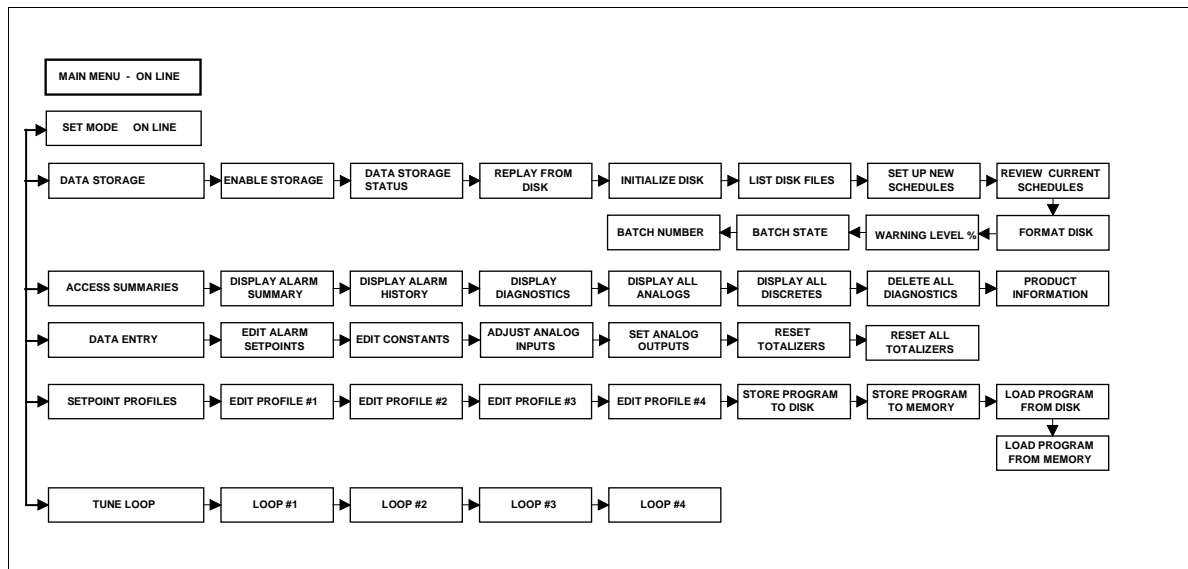 MAIN MENU - ON LINE
SET MODE ON LINE
DATA STORAGE
ENABLE STORAGE
DATA STORAGE
STATUS
REPLAY FROM
DISK
INITIALIZE DISK
LIST DISK FILES
SET UP NEW
SCHEDULES
REVIEW CURRENT
SCHEDULES
FORMAT DISK
WARNING LEVEL %
BATCH STATE
BATCH NUMBER
ACCESS SUMMARIES
DISPLAY ALARM
SUMMARY
DISPLAY ALARM
HISTORY
DISPLAY
DIAGNOSTICS
DISPLAY ALL
ANALOGS
DISPLAY ALL
DISCRETES
DELETE ALL
DIAGNOSTICS
PRODUCT
INFORMATION
DATA ENTRY
EDIT ALARM
SETPOINTS
EDIT CONSTANTS
ADJUST ANALOG
INPUTS
SET ANALOG
OUTPUTS
RESET
TOTALIZERS
RESET ALL
TOTALIZERS
SETPOINT PROFILES
EDIT PROFILE #1
EDIT PROFILE #2
EDIT PROFILE #3
EDIT PROFILE #4
STORE PROGRAM
TO DISK
STORE PROGRAM
TO MEMORY
LOAD PROGRAM
FROM DISK
LOAD PROGRAM
FROM MEMORY
TUNE LOOP
LOOP #1
LOOP #2
LOOP #3
LOOP #4